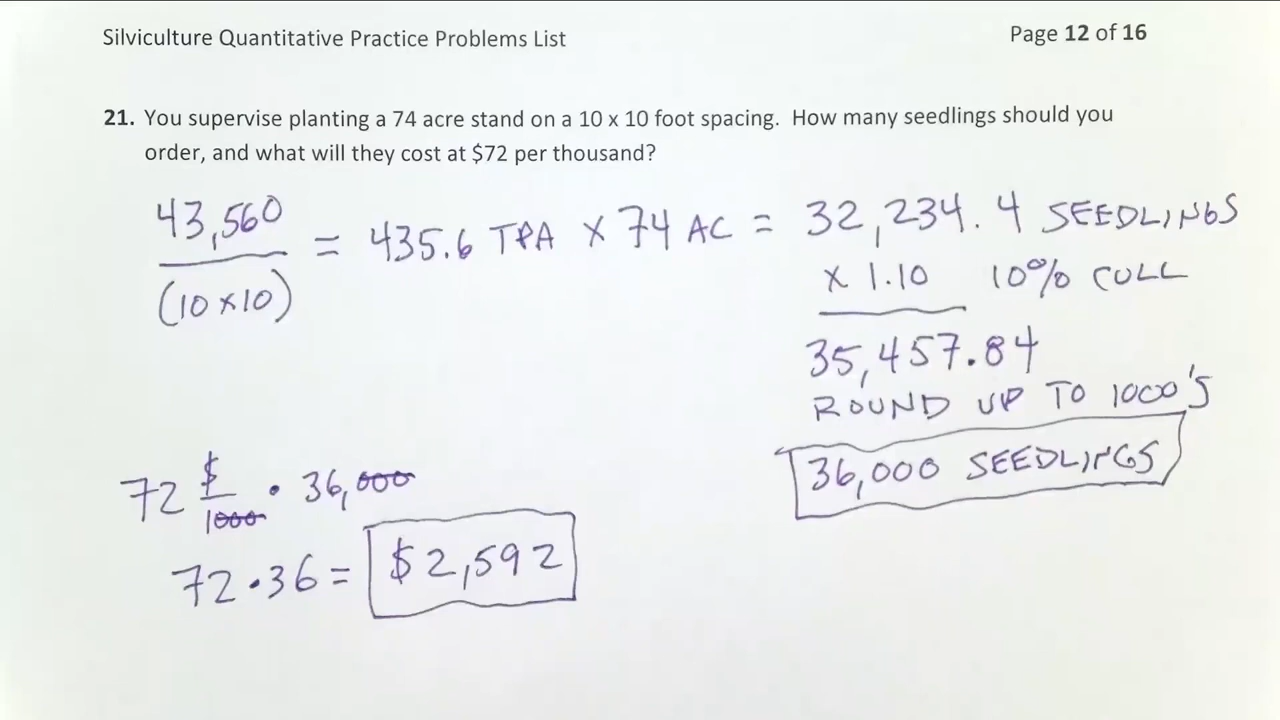 Silviculture Quantitative Practice Problems List
Page 12 of 16
21. You supervise planting a 74 acre stand on a 10 x 10 foot spacing. How many seedlings should you
order, and what will they cost at $72 per thousand?
43,560
(10 x 10)
= 435.6 TPA x 74 AC = 32,234.4 SEEDLINGS
x 1.10 10% CULL
35,457.84
ROUND UP TO 1000'S
36,000 SEEDLINGS
72 $/1000 · 36,000
72 · 36 = $2,592